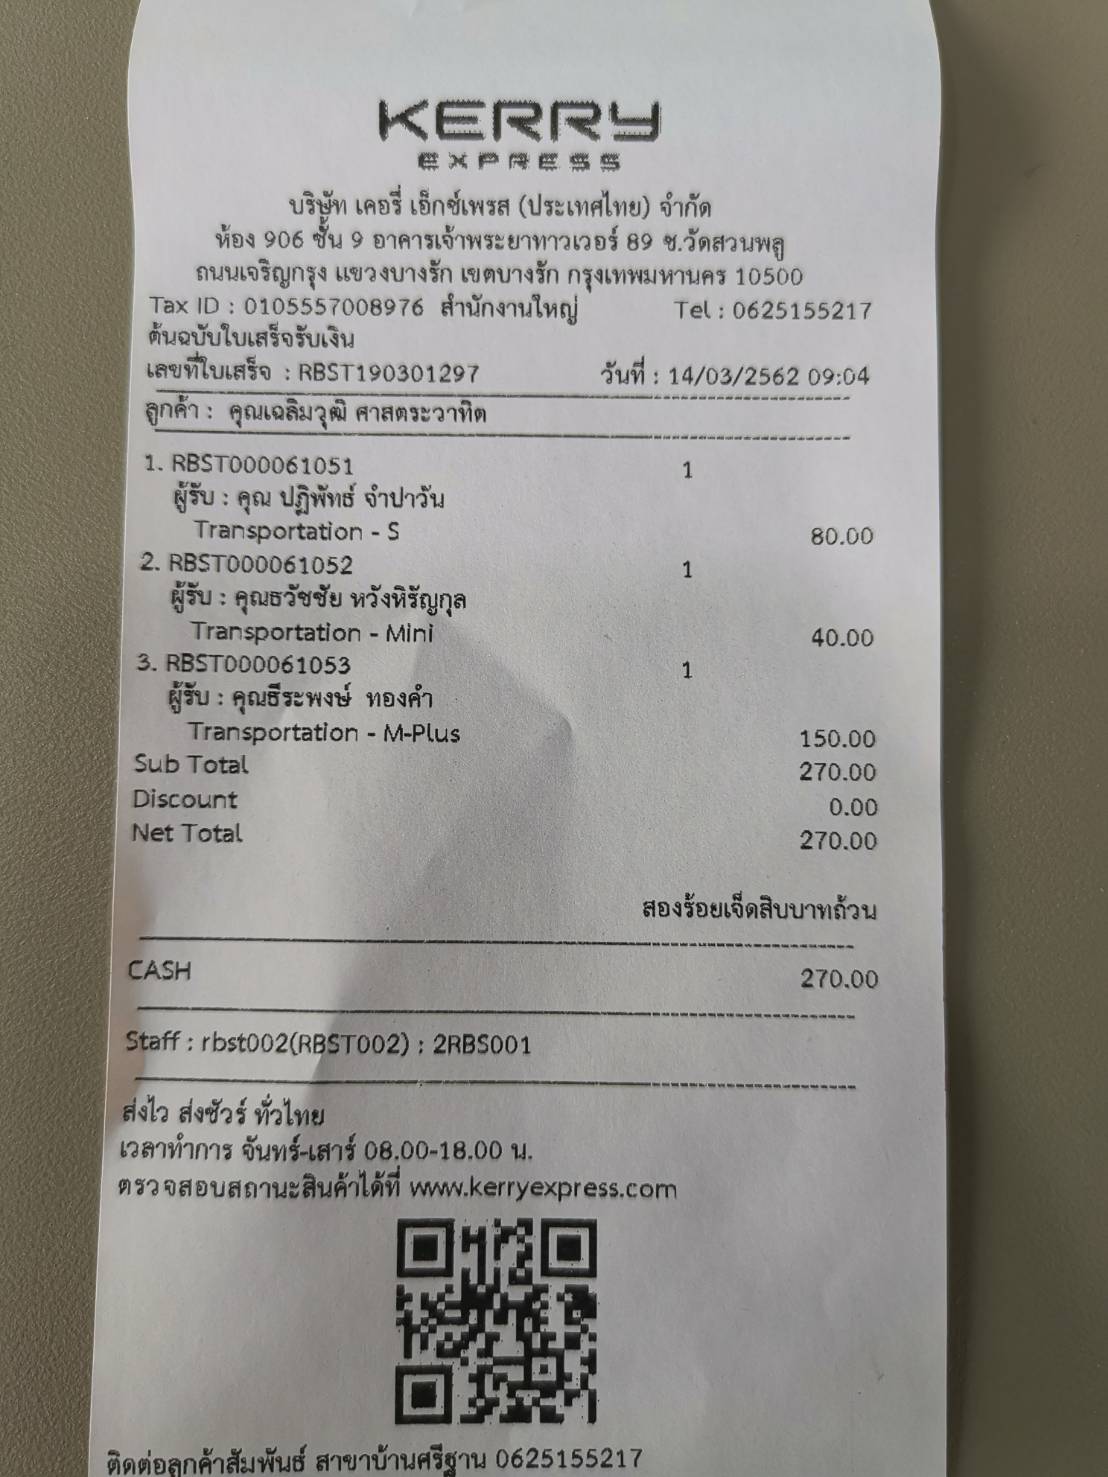 KERRY
EXPRESS
บริษัท เคอรี่ เอ็กซ์เพรส (ประเทศไทย) จำกัด
ห้อง 906 ชั้น 9 อาคารเจ้าพระยาทาวเวอร์ 89 ซ.วัดสวนพลู
ถนนเจริญกรุง แขวงบางรัก เขตบางรัก กรุงเทพมหานคร 10500
Tax ID : 0105557008976 สำนักงานใหญ่ Tel : 0625155217
ต้นฉบับใบเสร็จรับเงิน
เลขที่ใบเสร็จ : RBST190301297 วันที่ : 14/03/2562 09:04
ลูกค้า : คุณเฉลิมวุฒิ ศาสตระวาทิต
1. RBST000061051 1
ผู้รับ : คุณ ปฏิพัทธ์ จำปาวัน
Transportation - S 80.00
2. RBST000061052 1
ผู้รับ : คุณธวัชชัย หวังหิรัญกุล
Transportation - Mini 40.00
3. RBST000061053 1
ผู้รับ : คุณธีระพงษ์ ทองคำ
Transportation - M-Plus 150.00
Sub Total 270.00
Discount 0.00
Net Total 270.00
สองร้อยเจ็ดสิบบาทถ้วน
CASH 270.00
Staff : rbst002(RBST002) : 2RBS001
ส่งไว ส่งชัวร์ ทั่วไทย
เวลาทำการ จันทร์-เสาร์ 08.00-18.00 น.
ตรวจสอบสถานะสินค้าได้ที่ www.kerryexpress.com
ติดต่อลูกค้าสัมพันธ์ สาขาบ้านศรีฐาน 0625155217